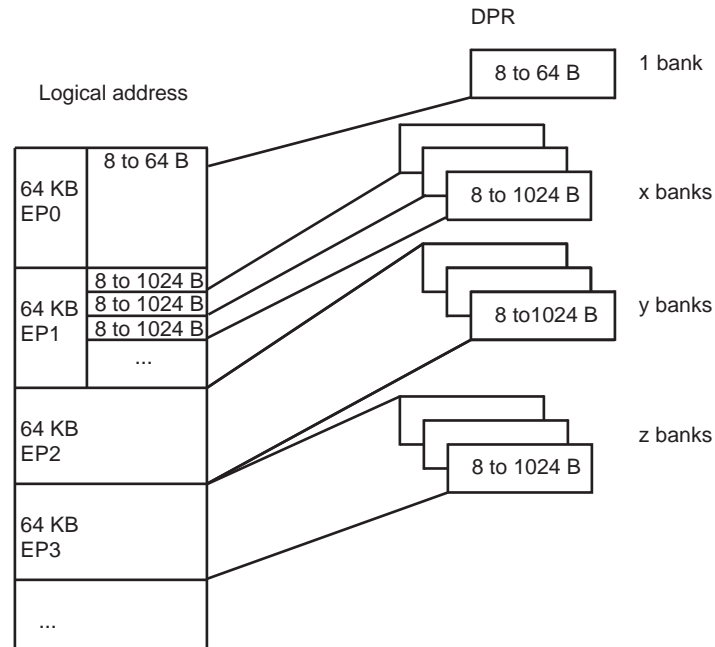 DPR
1 bank
8 to 64 B
Logical address
8 to 64 B
64 KB
EP0
8 to 1024 B
x banks
64 KB
EP1
8 to 1024 B
8 to 1024 B
8 to 1024 B
...
8 to1024 B
y banks
64 KB
EP2
8 to 1024 B
z banks
64 KB
EP3
...